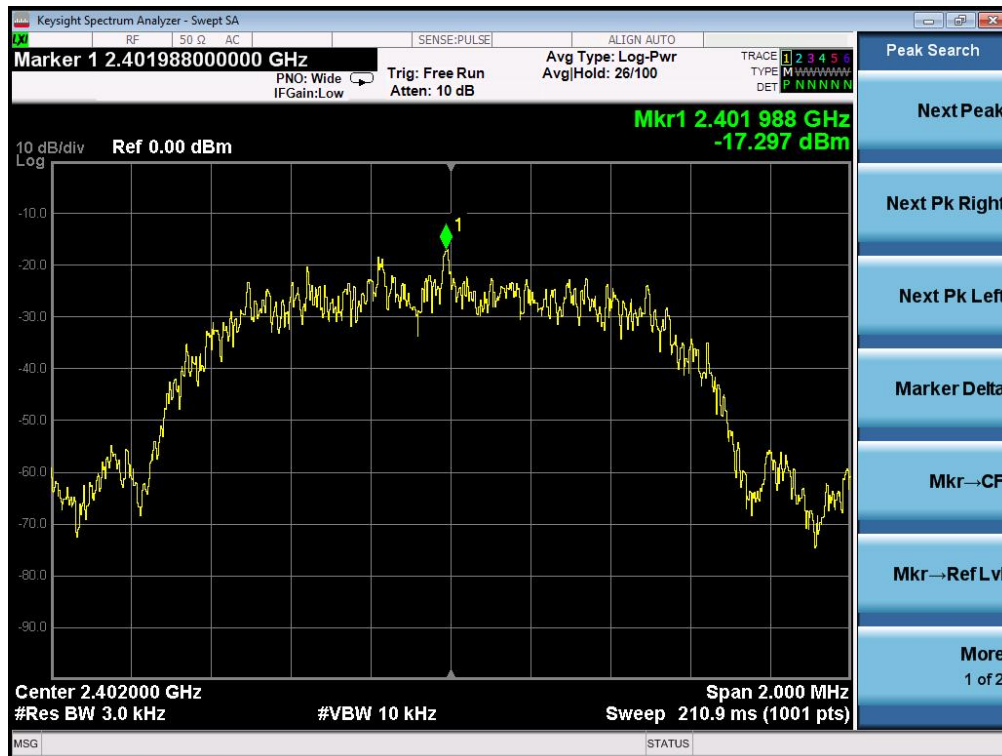 Keysight Spectrum Analyzer - Swept SA
LXI RF 50 Ω AC SENSE:PULSE ALIGN AUTO
Marker 1 2.401988000000 GHz
PNO: Wide
IFGain:Low
Trig: Free Run
Atten: 10 dB
Avg Type: Log-Pwr
Avg|Hold: 26/100
TRACE 1 2 3 4 5 6
TYPE M WWWWW
DET P N N N N N
Mkr1 2.401 988 GHz
-17.297 dBm
10 dB/div Ref 0.00 dBm
Log
-10.0
-20.0
-30.0
-40.0
-50.0
-60.0
-70.0
-80.0
-90.0
1
Center 2.402000 GHz
Span 2.000 MHz
#Res BW 3.0 kHz
#VBW 10 kHz
Sweep 210.9 ms (1001 pts)
MSG
STATUS
Peak Search
Next Peak
Next Pk Right
Next Pk Left
Marker Delta
Mkr→CF
Mkr→Ref Lvl
More
1 of 2